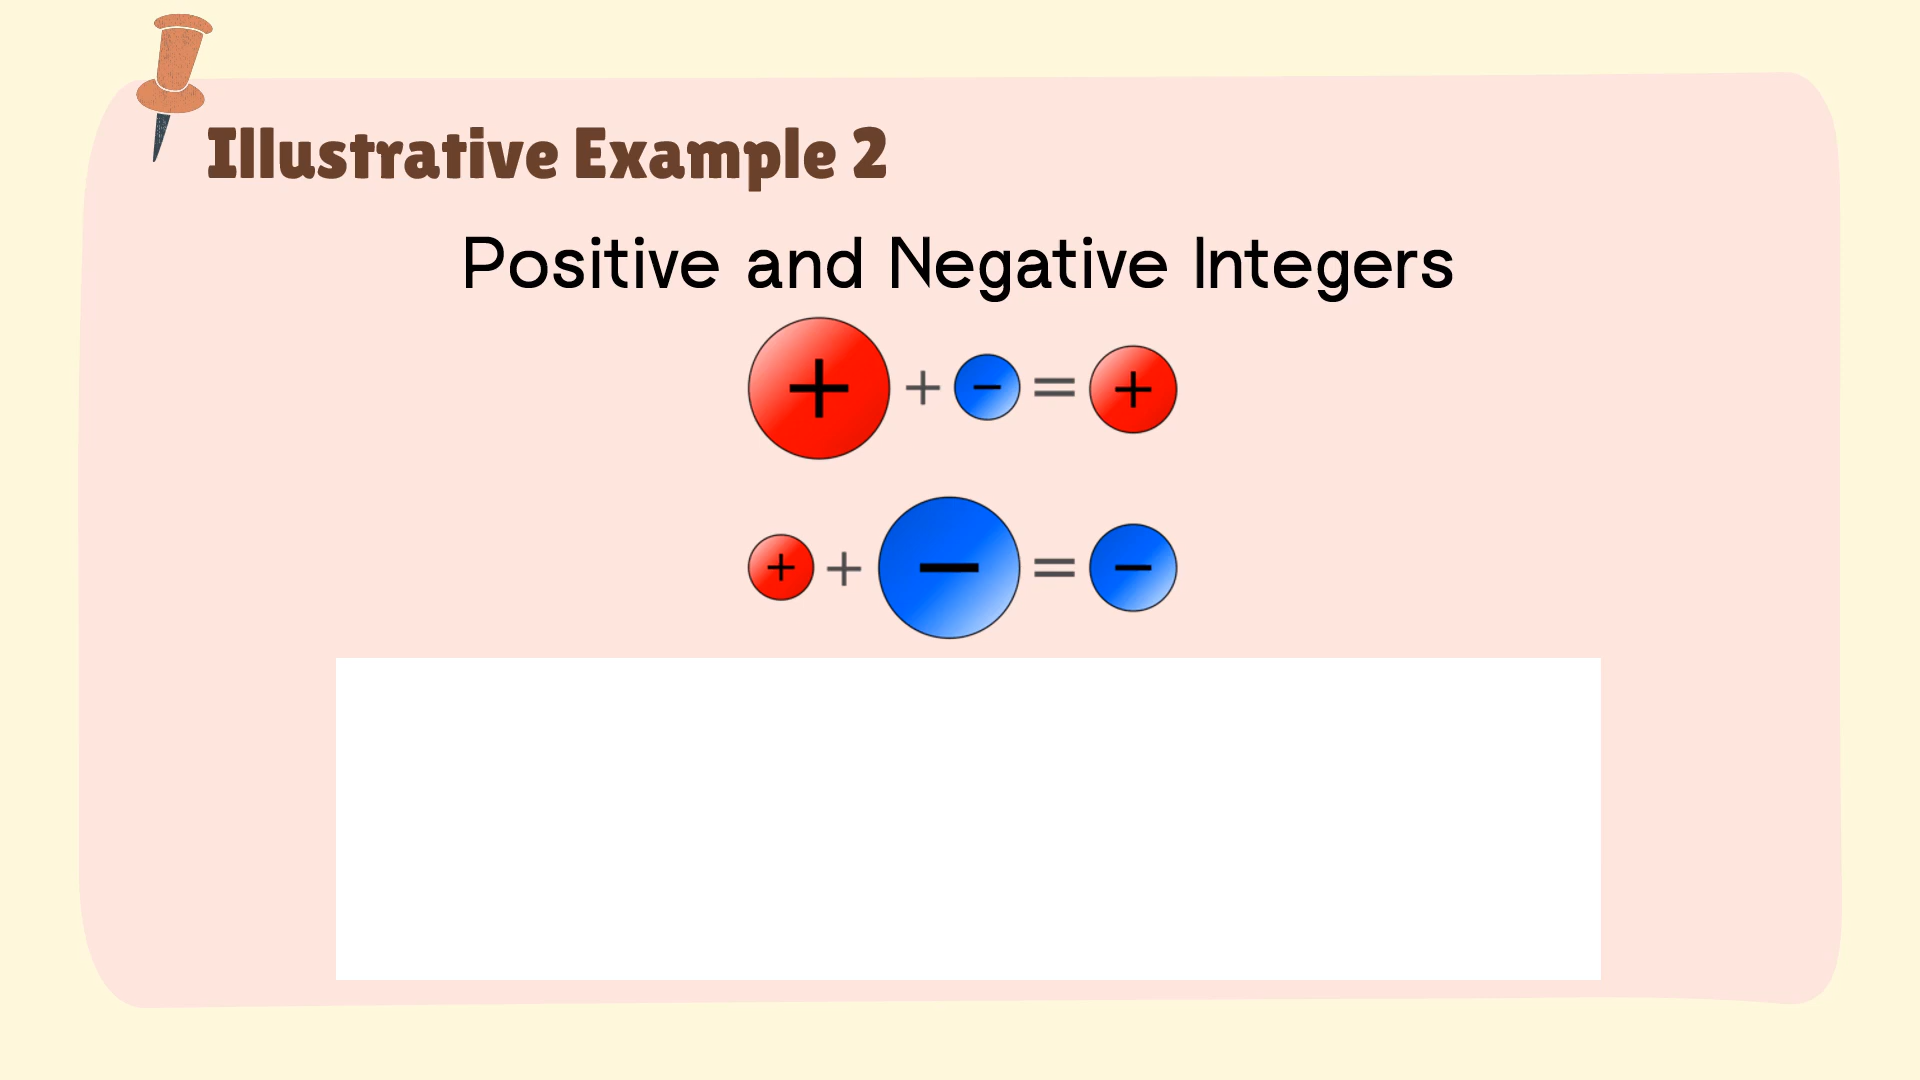 Illustrative Example 2
Positive and Negative Integers
+ + − = +
+ + − = −